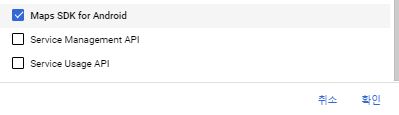 Maps SDK for Android
Service Management API
Service Usage API
취소 확인